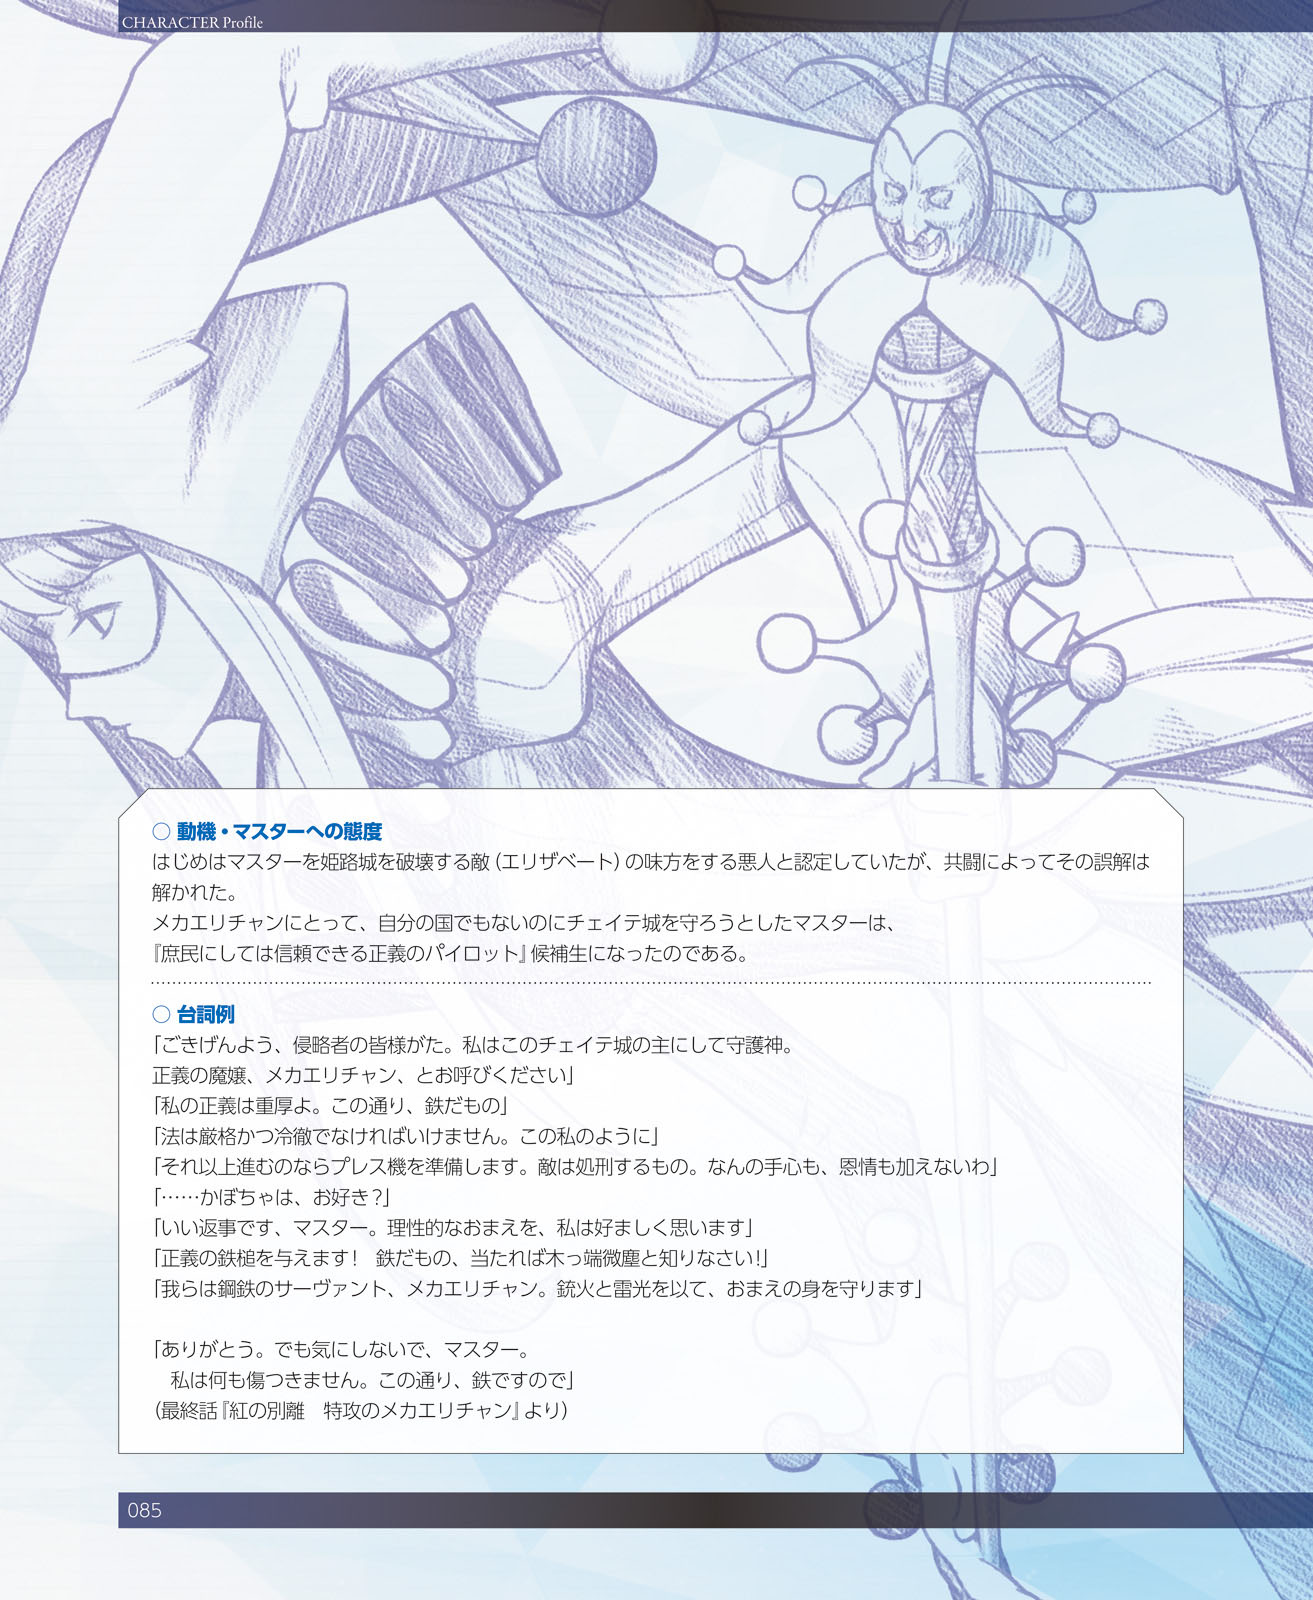 CHARACTER Profile
○ 動機・マスターへの態度
はじめはマスターを姫路城を破壊する敵（エリザベート）の味方をする悪人と認定していたが、共闘によってその誤解は
解かれた。
メカエリチャンにとって、自分の国でもないのにチェイテ城を守ろうとしたマスターは、
『庶民にしては信頼できる正義のパイロット』候補生になったのである。
○ 台詞例
「ごきげんよう、侵略者の皆様がた。私はこのチェイテ城の主にして守護神。
正義の魔嬢、メカエリチャン、とお呼びください」
「私の正義は重厚よ。この通り、鉄だもの」
「法は厳格かつ冷徹でなければいけません。この私のように」
「それ以上進むのならプレス機を準備します。敵は処刑するもの。なんの手心も、恩情も加えないわ」
「……かぼちゃは、お好き？」
「いい返事です、マスター。理性的なおまえを、私は好ましく思います」
「正義の鉄槌を与えます！　鉄だもの、当たれば木っ端微塵と知りなさい！」
「我らは鋼鉄のサーヴァント、メカエリチャン。銃火と雷光を以て、おまえの身を守ります」
「ありがとう。でも気にしないで、マスター。
　私は何も傷つきません。この通り、鉄ですので」
（最終話『紅の別離　特攻のメカエリチャン』より）
085